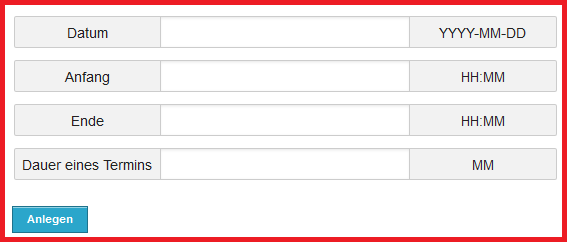 Datum YYYY-MM-DD
Anfang HH:MM
Ende HH:MM
Dauer eines Termins MM
Anlegen